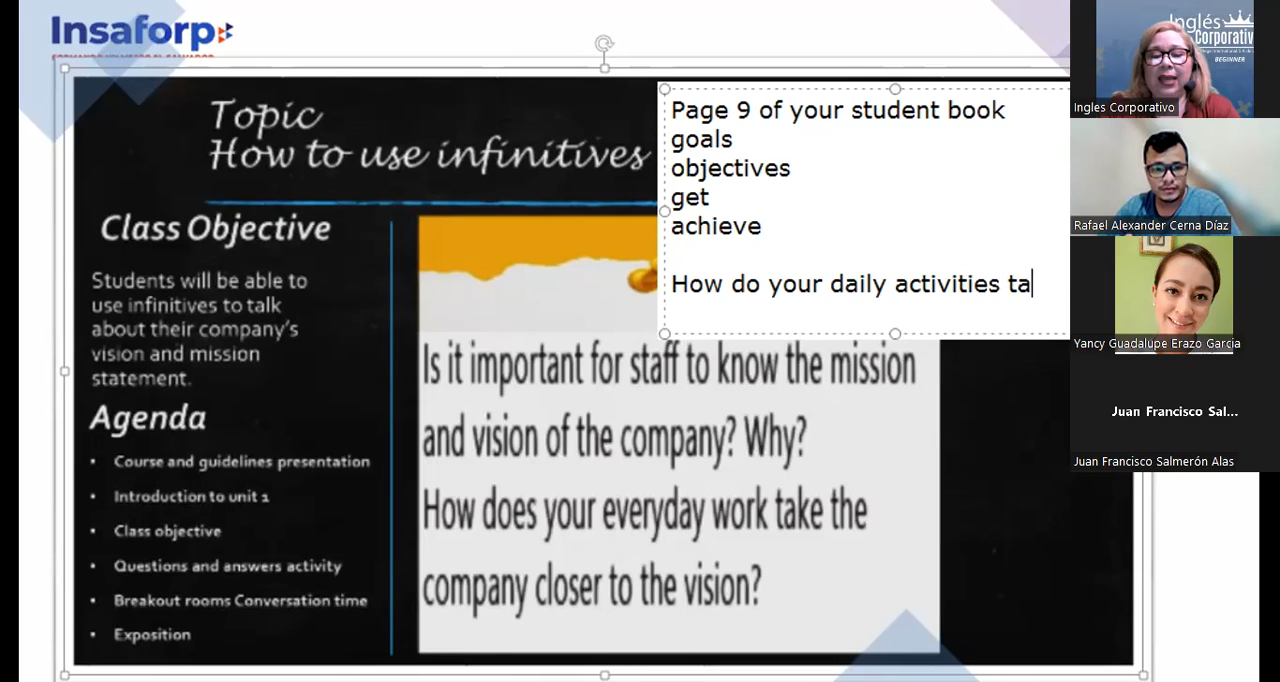 Insaforp
Topic
How to use infinitives
Class Objective
Students will be able to
use infinitives to talk
about their company's
vision and mission
statement.
Agenda
• Course and guidelines presentation
• Introduction to unit 1
• Class objective
• Questions and answers activity
• Breakout rooms Conversation time
• Exposition
Page 9 of your student book
goals
objectives
get
achieve
How do your daily activities ta
Is it important for staff to know the mission
and vision of the company? Why?
How does your everyday work take the
company closer to the vision?
Inglés
Corporativ
BEGINNER
Ingles Corporativo
Rafael Alexander Cerna Díaz
Yancy Guadalupe Erazo Garcia
Juan Francisco Sal...
Juan Francisco Salmerón Alas